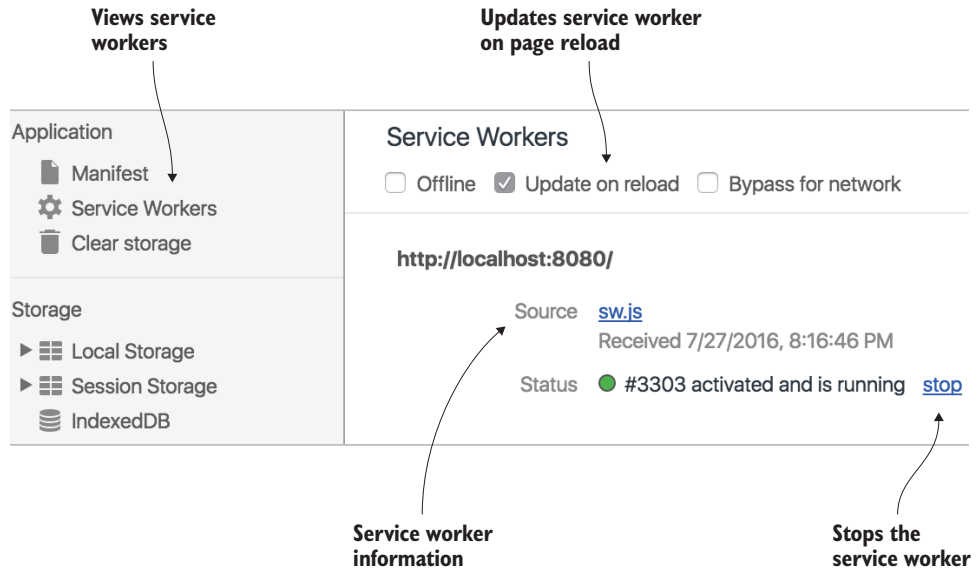 Views service
workers
Updates service worker
on page reload
Application
Manifest
Service Workers
Clear storage
Storage
Local Storage
Session Storage
IndexedDB
Service Workers
Offline Update on reload Bypass for network
http://localhost:8080/
Source sw.js
Received 7/27/2016, 8:16:46 PM
Status #3303 activated and is running stop
Service worker
information
Stops the
service worker